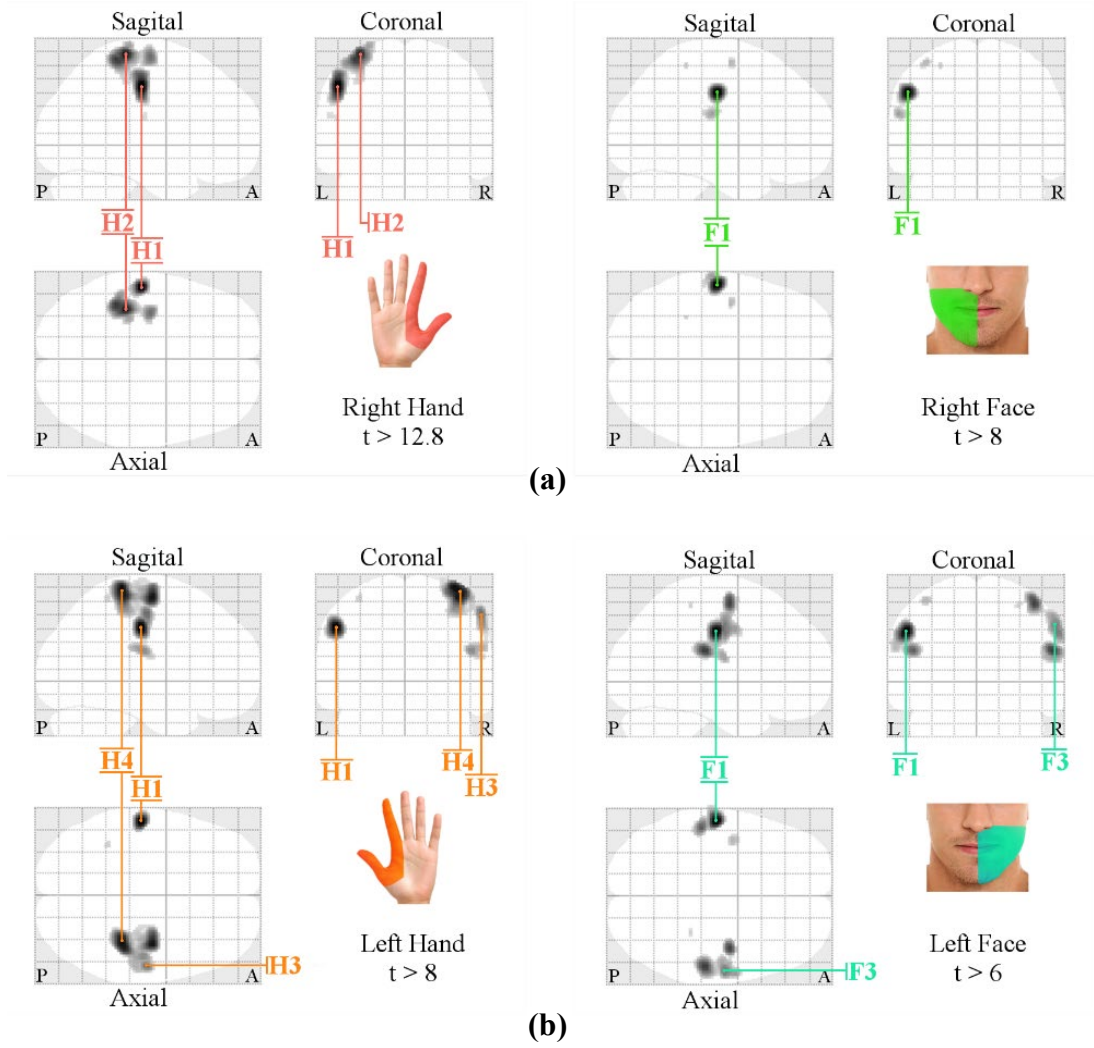 Sagital
Coronal
P
A
L
R
H2
H1
H1
H2
P
A
Axial
Right Hand
t > 12.8
Sagital
Coronal
P
A
L
R
F1
F1
P
A
Axial
Right Face
t > 8
(a)
Sagital
Coronal
P
A
R
H4
H1
H1
H4
H3
H3
P
A
Axial
Left Hand
t > 8
Sagital
Coronal
P
A
L
R
F1
F1
F3
F3
P
A
Axial
Left Face
t > 6
(b)